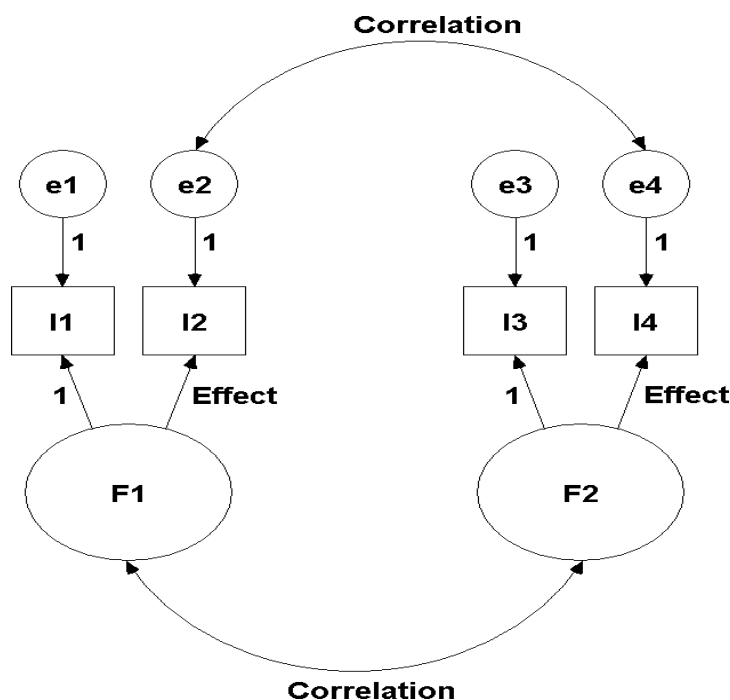 Correlation
e1 e2 e3 e4
1 1 1 1
I1 I2 I3 I4
1 Effect 1 Effect
F1 F2
Correlation